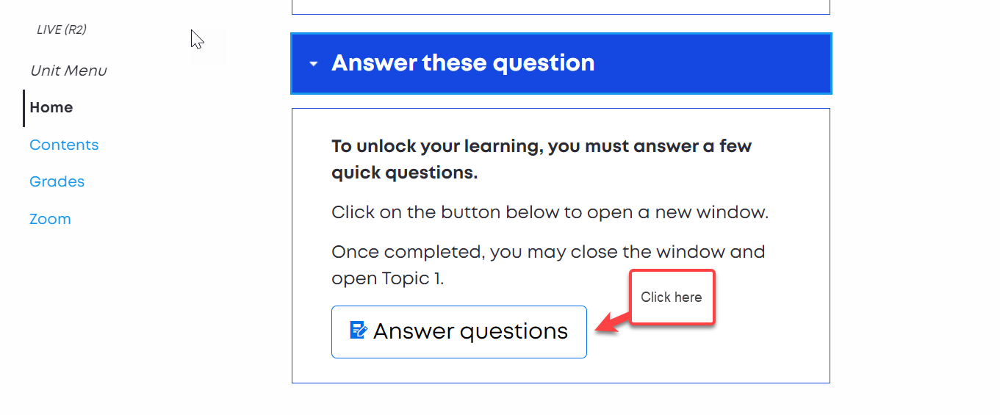 LIVE (R2)
Unit Menu
Home
Contents
Grades
Zoom
Answer these question
To unlock your learning, you must answer a few
quick questions.
Click on the button below to open a new window.
Once completed, you may close the window and
open Topic 1.
Click here
Answer questions